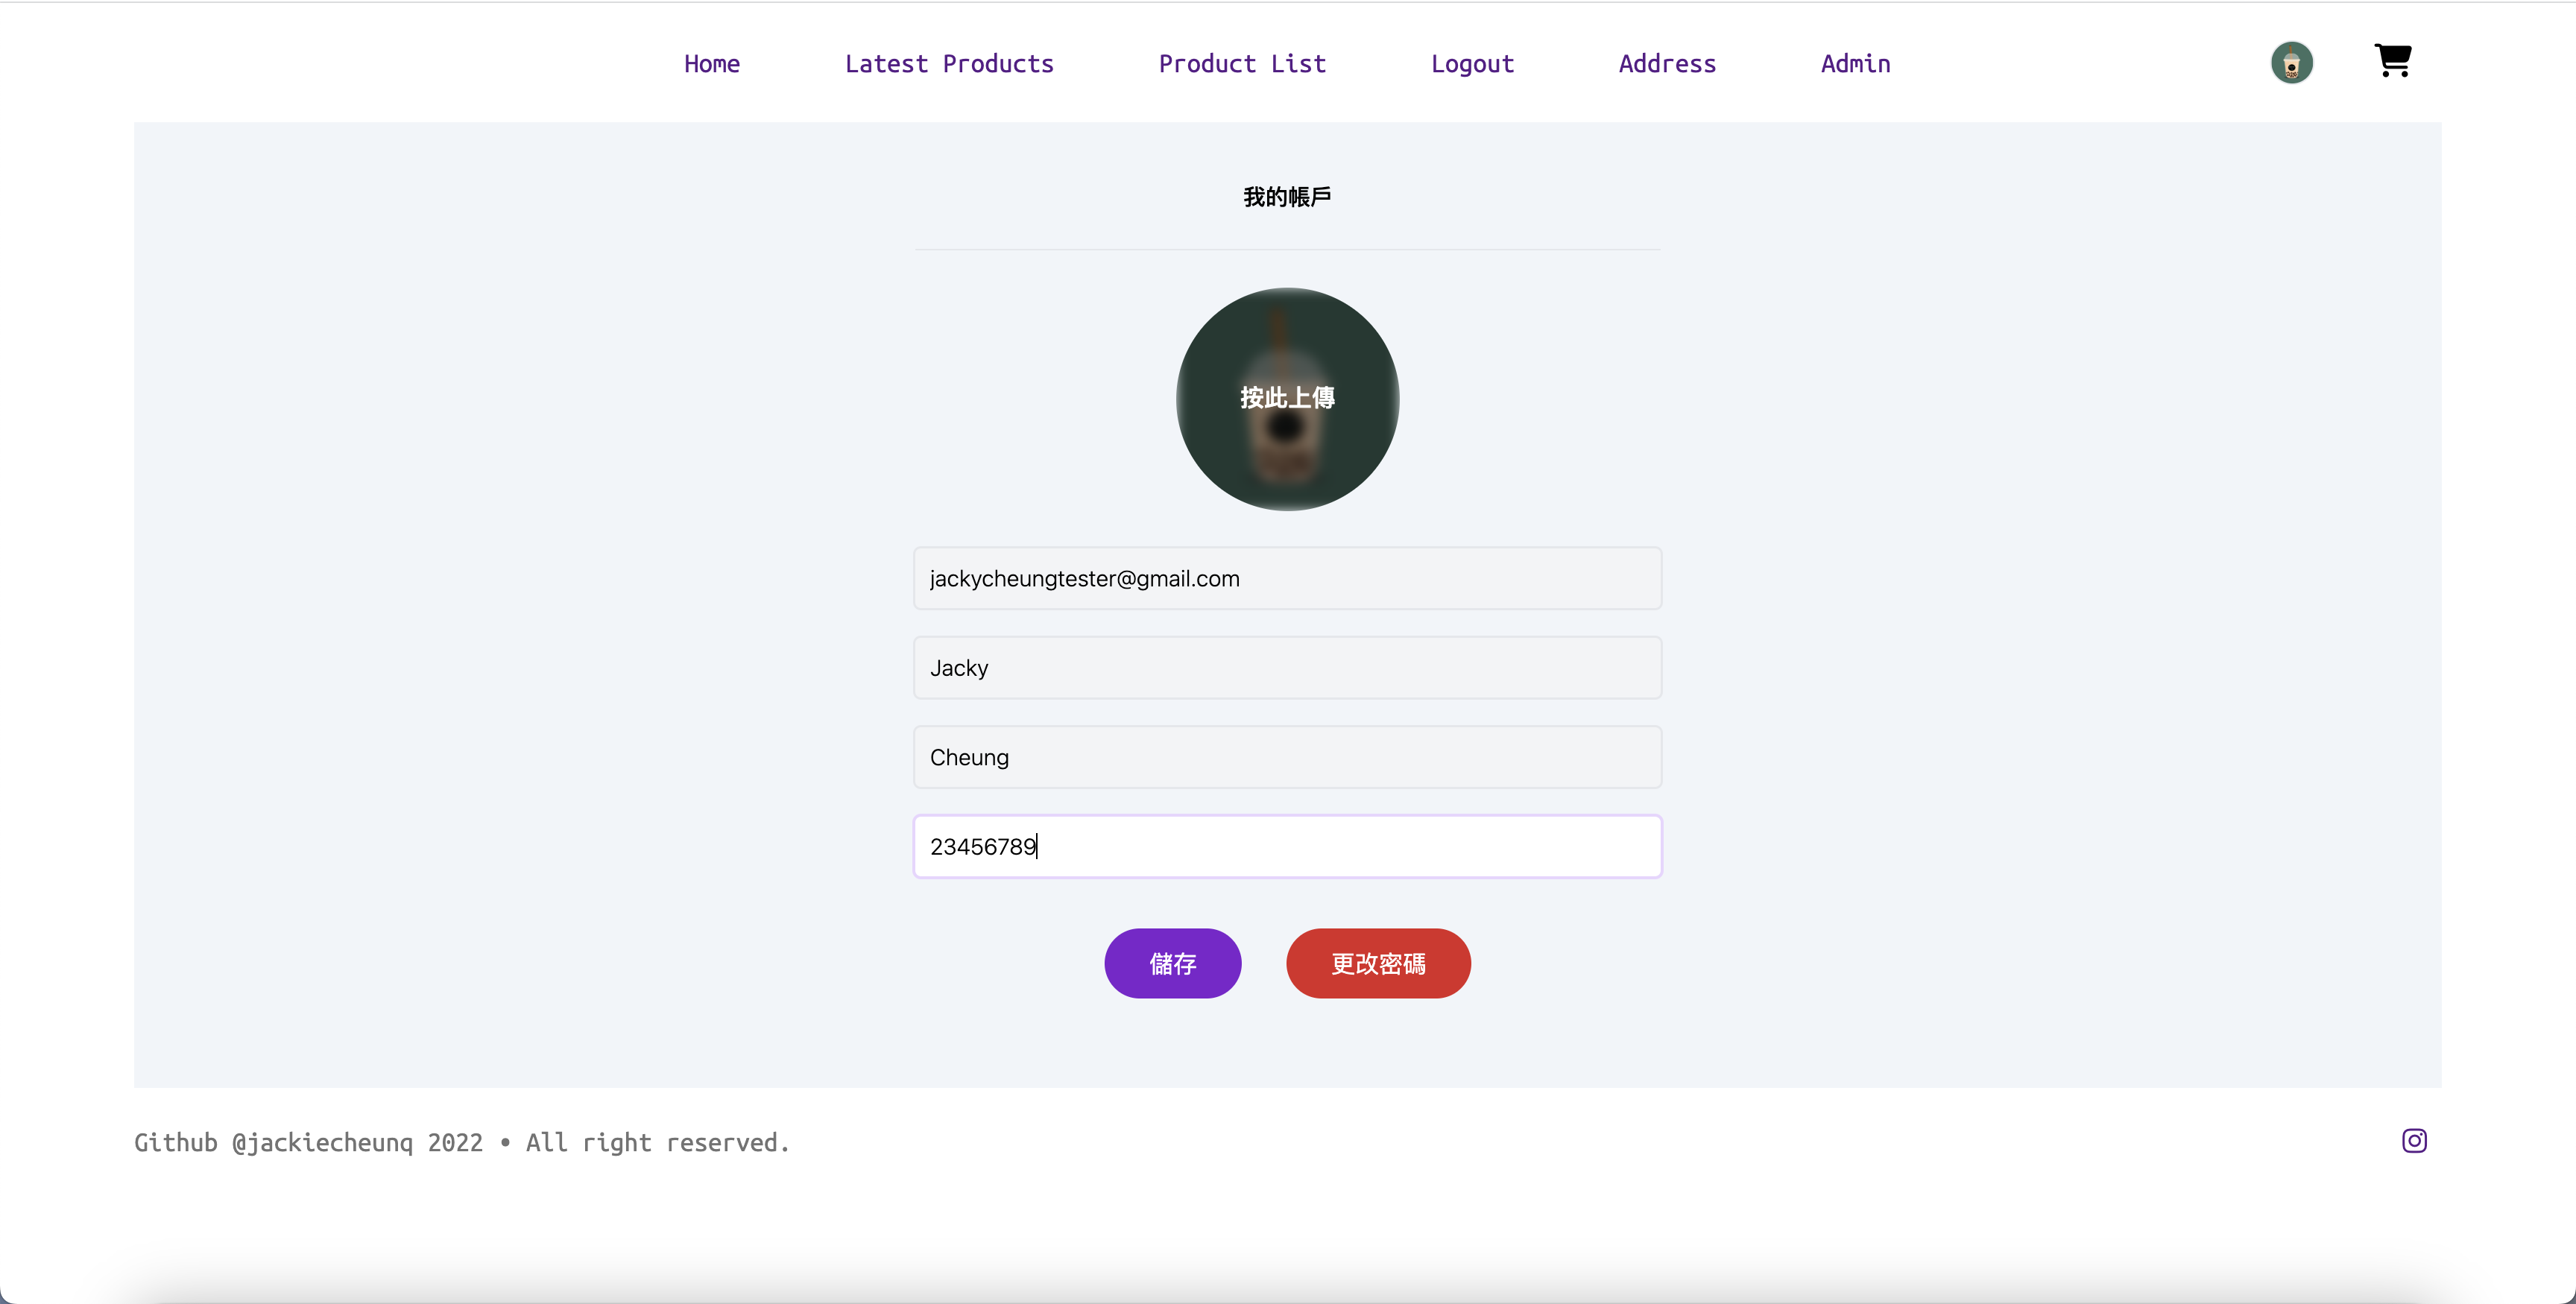 Home Latest Products Product List Logout Address Admin
我的帳戶
按此上傳
jackycheungtester@gmail.com
Jacky
Cheung
23456789
儲存 更改密碼
Github @jackiecheunq 2022 • All right reserved.